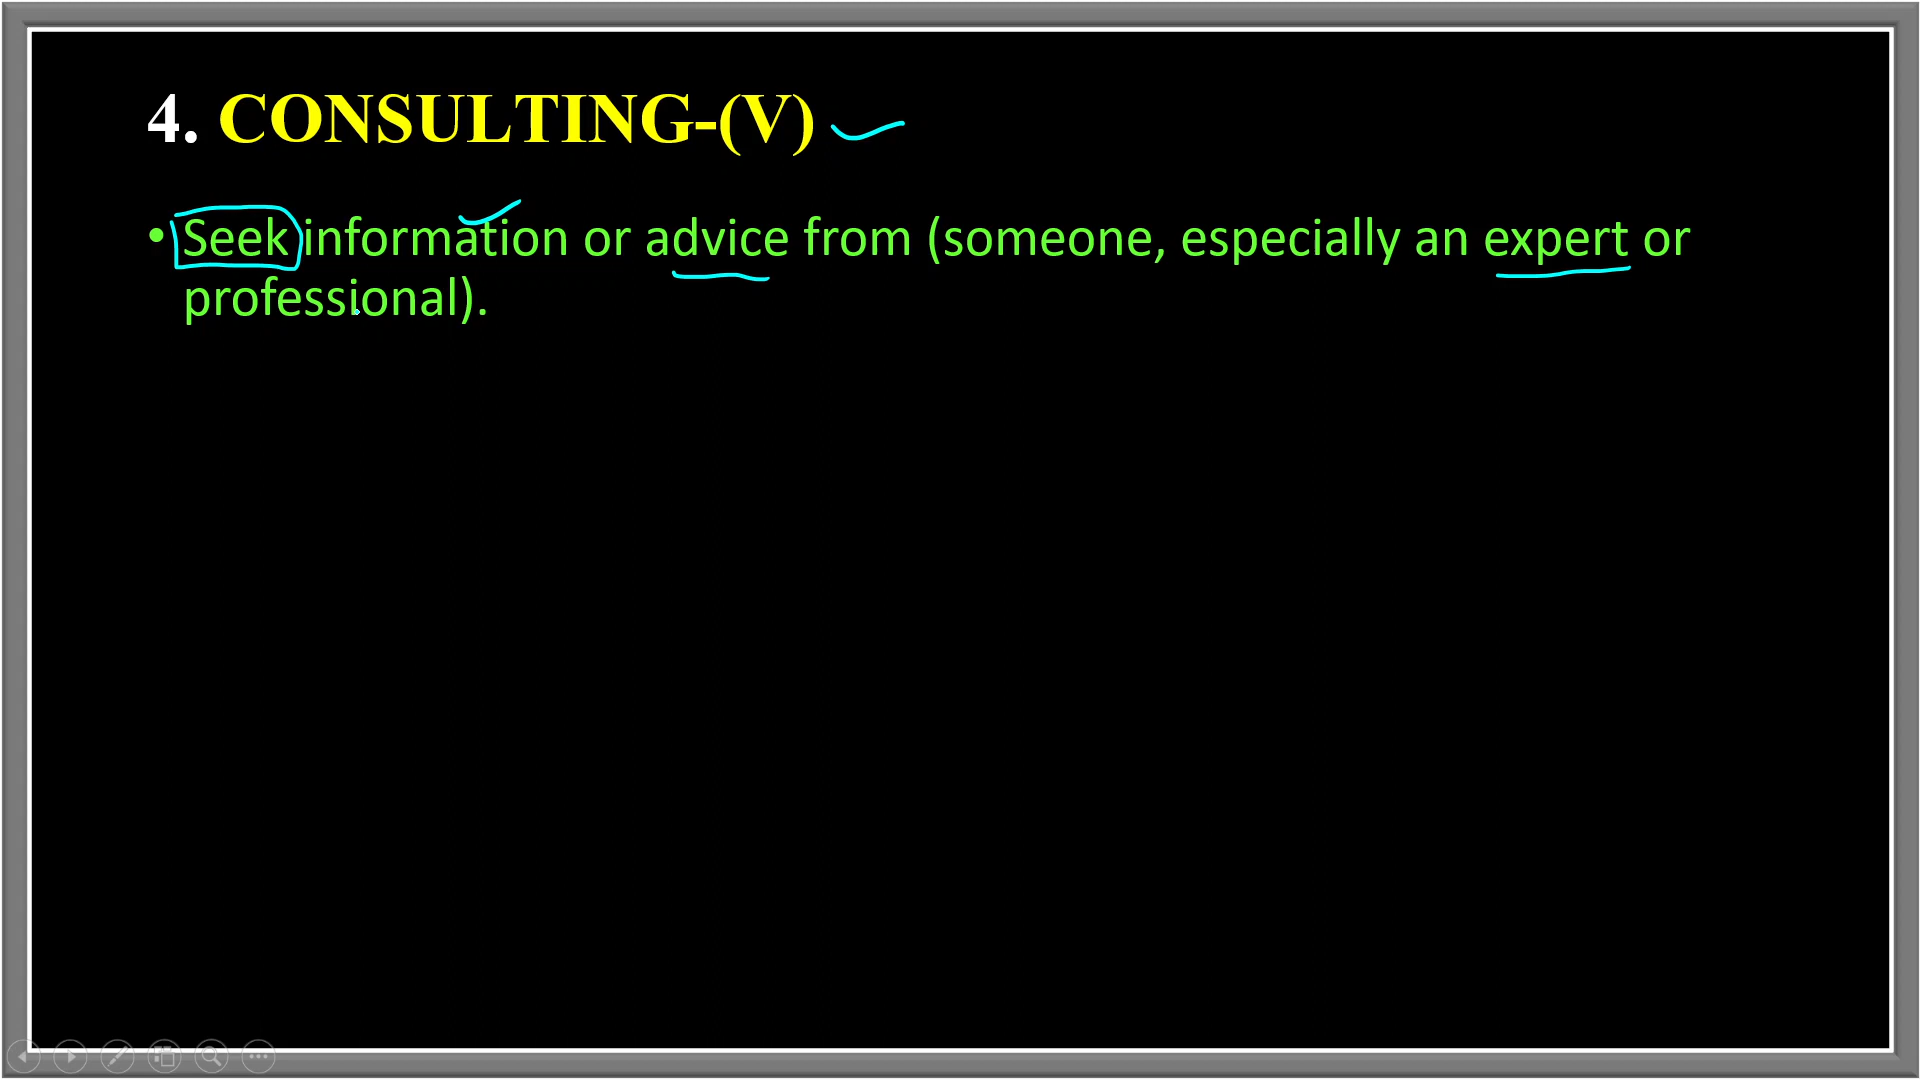 4. CONSULTING-(V)
• Seek information or advice from (someone, especially an expert or
professional).